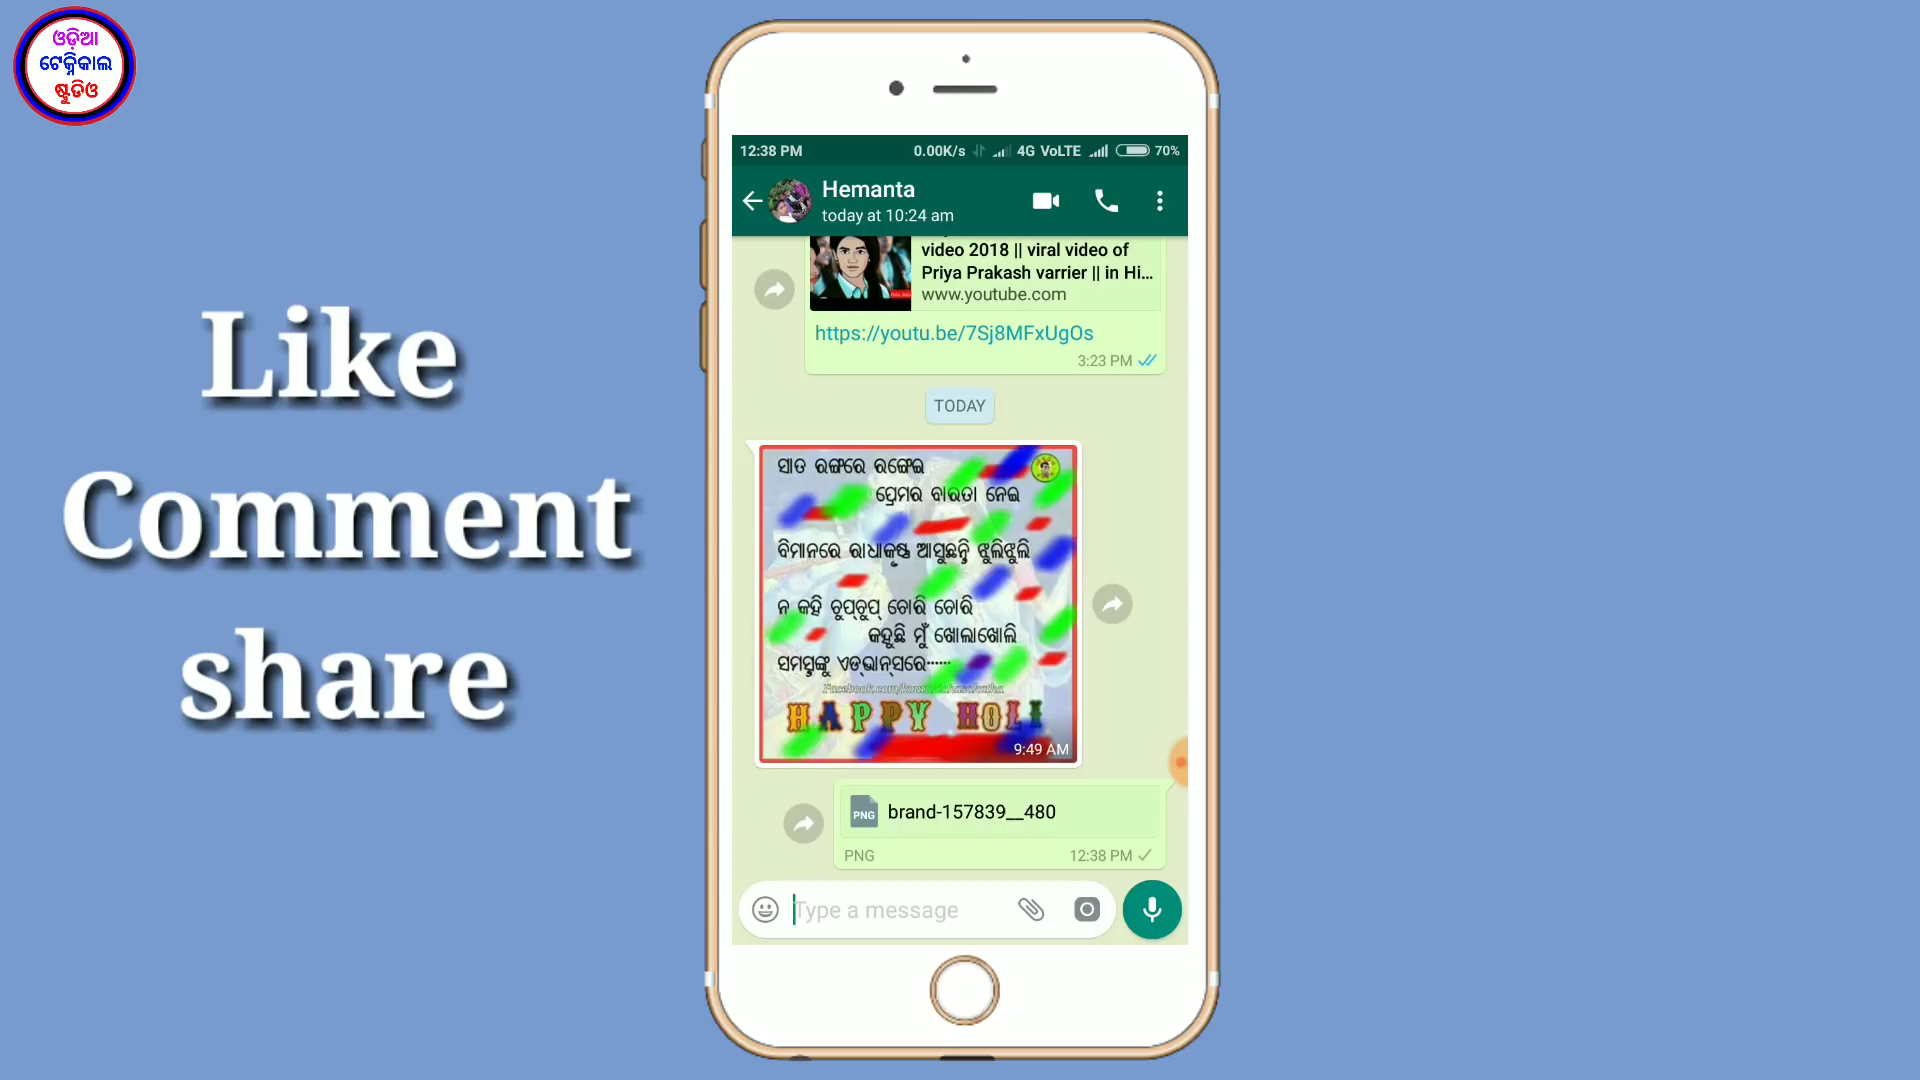 ଓଡ଼ିଆ
ଟେକ୍ନିକାଲ
ଷ୍ଟୁଡିଓ
Like
Comment
share
12:38 PM 0.00K/s 4G VoLTE 70%
Hemanta
today at 10:24 am
video 2018 || viral video of
Priya Prakash varrier || in Hi...
www.youtube.com
https://youtu.be/7Sj8MFxUgOs
3:23 PM
TODAY
ସାତ ରଙ୍ଗରେ ରଙ୍ଗେଇ
ପ୍ରେମର ବାରତା ନେଇ
ବିମାନରେ ରାଧାକୃଷ୍ଣ ଆସୁଛନ୍ତି ଝୁଲିଝୁଲି
ନ କହି ଚୁପ୍‌ଚୁପ୍ ଚୋରି ଚୋରି
କହୁଛି ମୁଁ ଖୋଲାଖୋଲି
ସମସ୍ତଙ୍କୁ ଏଡ୍‌ଭାନ୍ସରେ......
HAPPY HOLI
9:49 AM
PNG brand-157839__480
PNG 12:38 PM
Type a message